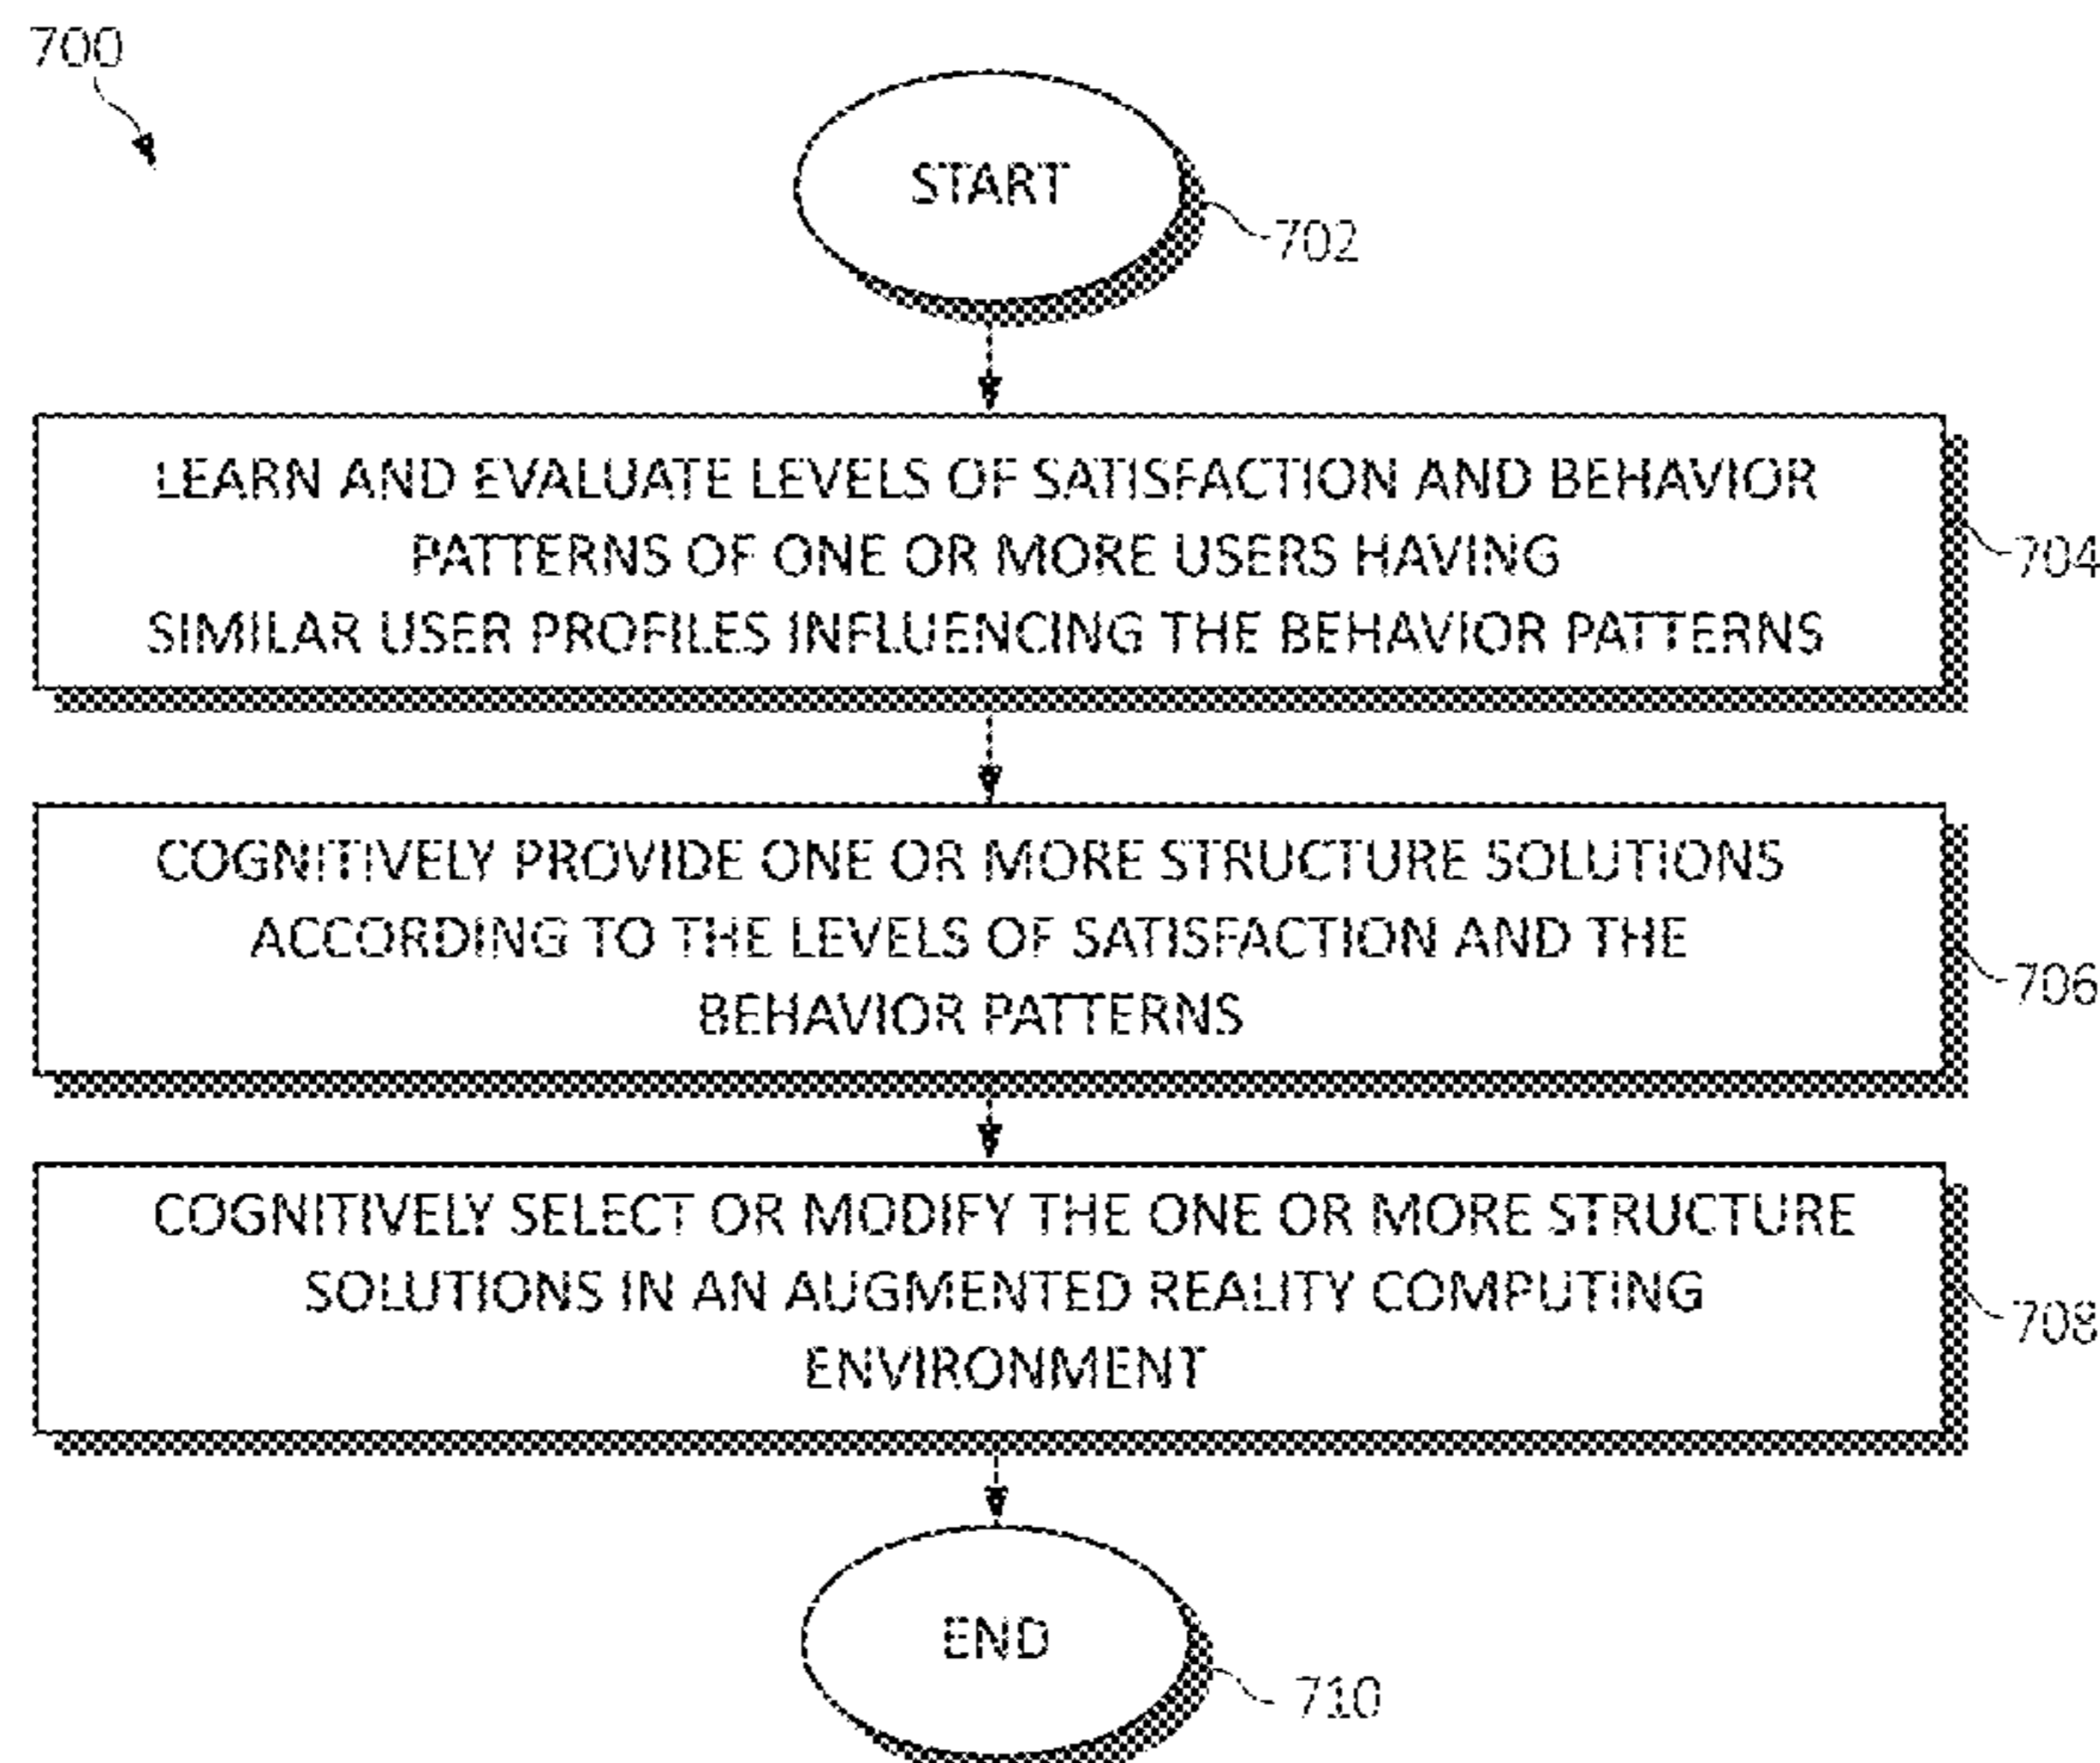 700
START
702
LEARN AND EVALUATE LEVELS OF SATISFACTION AND BEHAVIOR
PATTERNS OF ONE OR MORE USERS HAVING
SIMILAR USER PROFILES INFLUENCING THE BEHAVIOR PATTERNS
704
COGNITIVELY PROVIDE ONE OR MORE STRUCTURE SOLUTIONS
ACCORDING TO THE LEVELS OF SATISFACTION AND THE
BEHAVIOR PATTERNS
706
COGNITIVELY SELECT OR MODIFY THE ONE OR MORE STRUCTURE
SOLUTIONS IN AN AUGMENTED REALITY COMPUTING
ENVIRONMENT
708
END
710